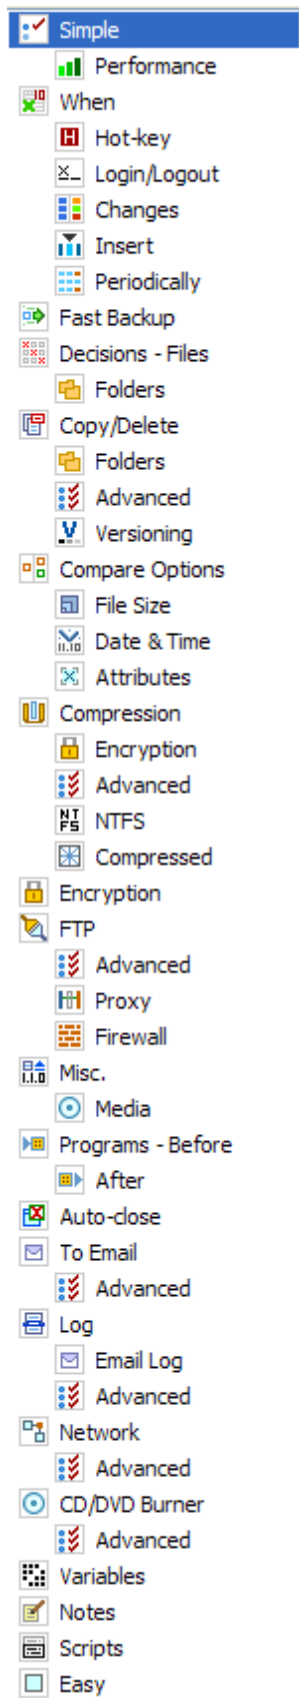 Simple
Performance
When
Hot-key
Login/Logout
Changes
Insert
Periodically
Fast Backup
Decisions - Files
Folders
Copy/Delete
Folders
Advanced
Versioning
Compare Options
File Size
Date & Time
Attributes
Compression
Encryption
Advanced
NTFS
Compressed
Encryption
FTP
Advanced
Proxy
Firewall
Misc.
Media
Programs - Before
After
Auto-close
To Email
Advanced
Log
Email Log
Advanced
Network
Advanced
CD/DVD Burner
Advanced
Variables
Notes
Scripts
Easy